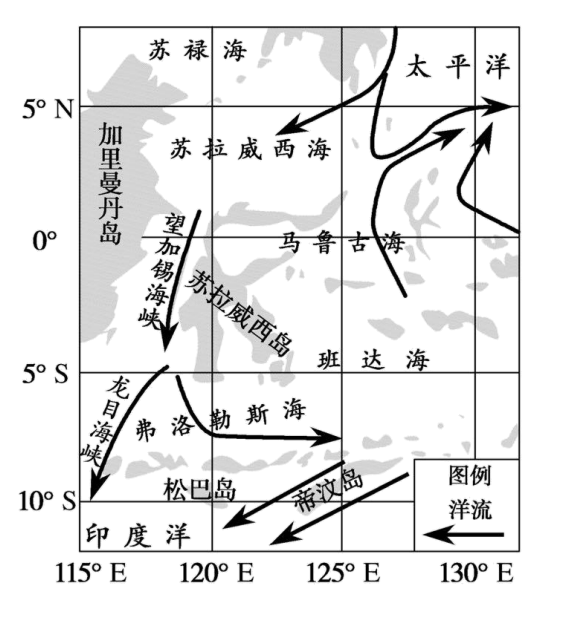 苏禄海
太平洋
5° N
加里曼丹岛
苏拉威西海
望加锡海峡
0°
马鲁古海
苏拉威西岛
班达海
5° S
龙目海峡
弗洛勒斯海
松巴岛
帝汶岛
图例
洋流
10° S
印度洋
115° E
120° E
125° E
130° E